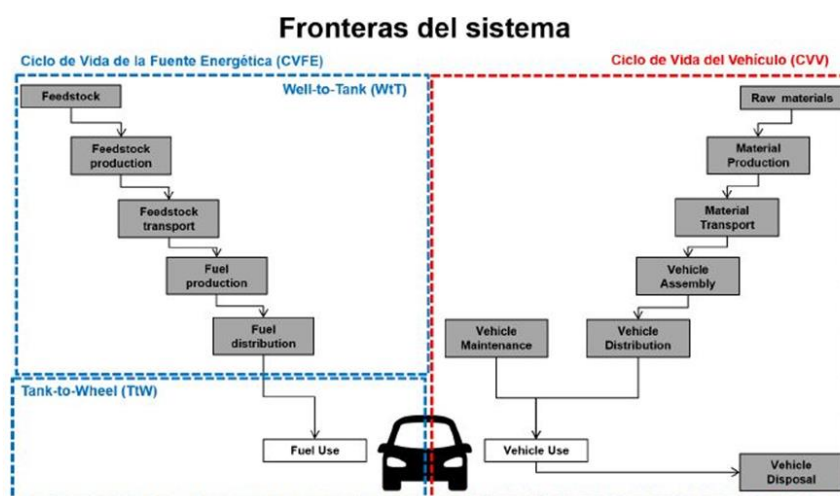 Fronteras del sistema
Ciclo de Vida de la Fuente Energética (CVFE)
Ciclo de Vida del Vehículo (CVV)
Well-to-Tank (WtT)
Feedstock
Feedstock
production
Feedstock
transport
Fuel
production
Fuel
distribution
Tank-to-Wheel (TtW)
Fuel Use
Raw materials
Material
Production
Material
Transport
Vehicle
Assembly
Vehicle
Maintenance
Vehicle
Distribution
Vehicle Use
Vehicle
Disposal